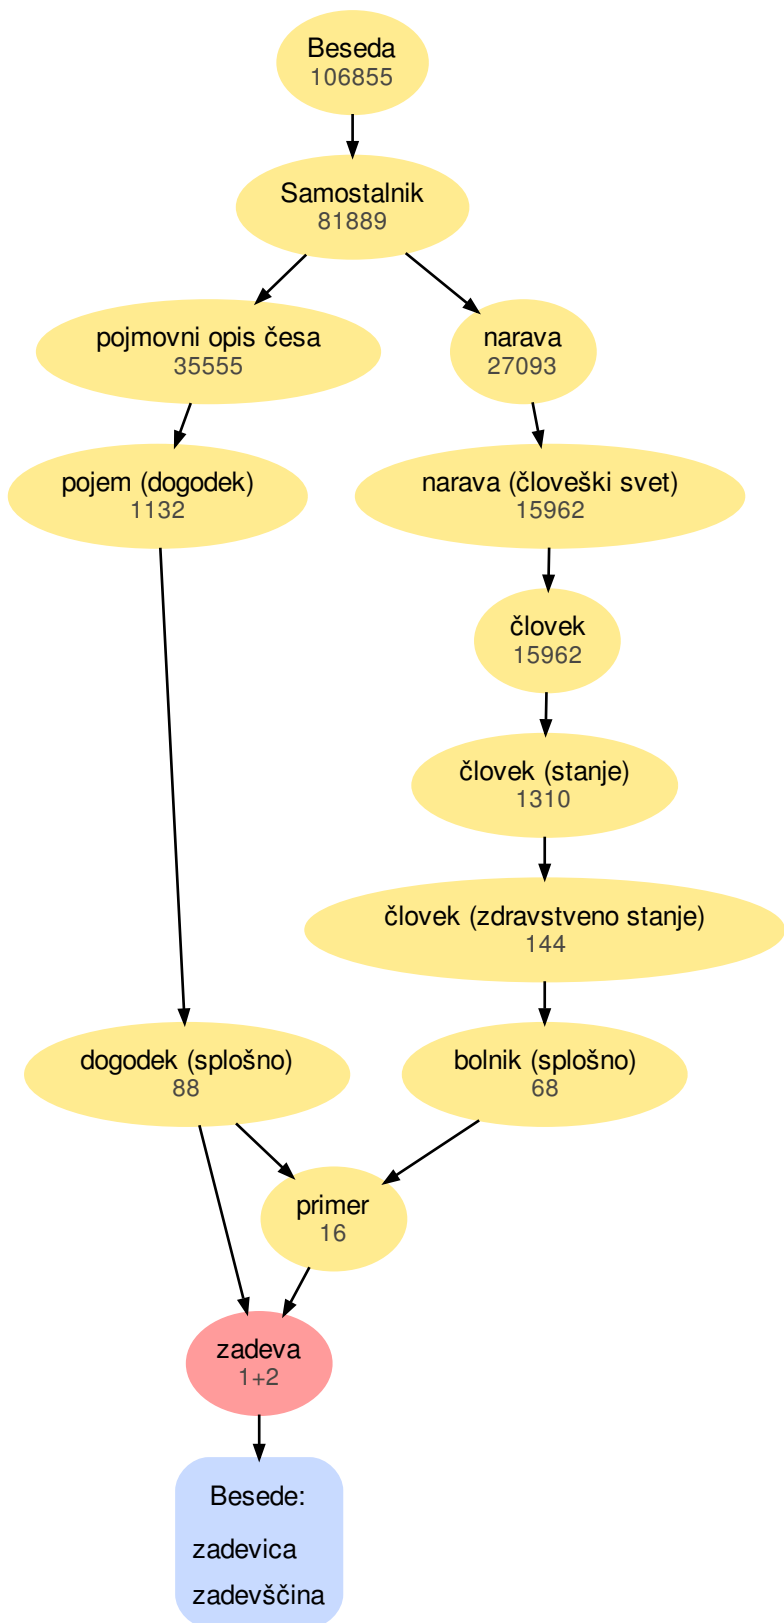 Beseda
106855
Samostalnik
81889
pojmovni opis česa
35555
narava
27093
pojem (dogodek)
1132
narava (človeški svet)
15962
človek
15962
človek (stanje)
1310
človek (zdravstveno stanje)
144
dogodek (splošno)
88
bolnik (splošno)
68
primer
16
zadeva
1+2
Besede:
zadevica
zadevščina